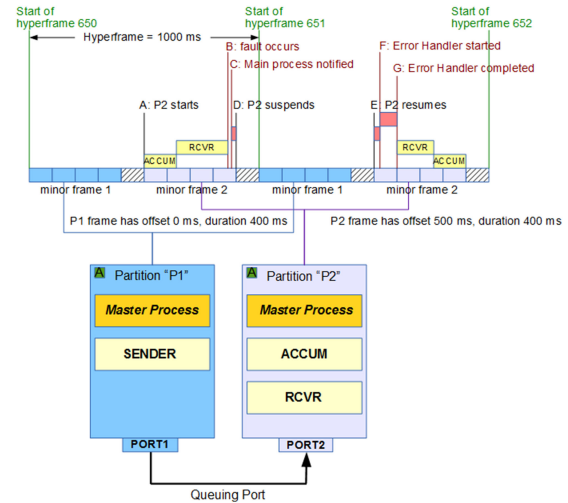 Start of
hyperframe 650
Start of
hyperframe 651
Start of
hyperframe 652
Hyperframe = 1000 ms
B: fault occurs
F: Error Handler started
C: Main process notified
G: Error Handler completed
A: P2 starts
D: P2 suspends
E: P2 resumes
RCVR
RCVR
ACCUM
ACCUM
minor frame 1
minor frame 2
minor frame 1
minor frame 2
P1 frame has offset 0 ms, duration 400 ms
P2 frame has offset 500 ms, duration 400 ms
A
Partition "P1"
A
Partition "P2"
Master Process
Master Process
SENDER
ACCUM
RCVR
PORT1
PORT2
Queuing Port